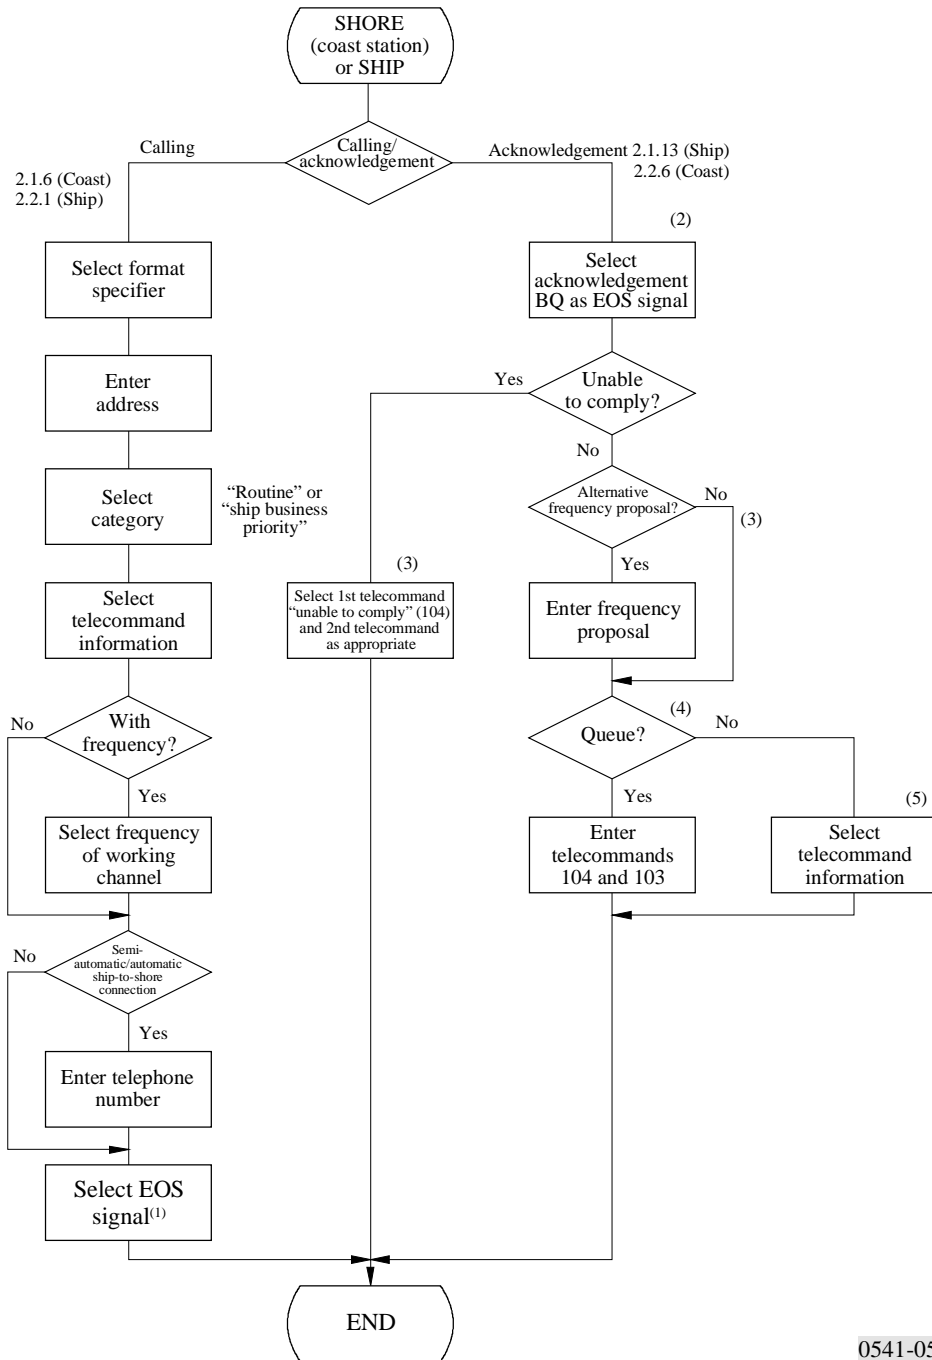 SHORE
(coast station)
or SHIP
Calling/
acknowledgement
Calling
Acknowledgement 2.1.13 (Ship)
2.2.6 (Coast)
2.1.6 (Coast)
2.2.1 (Ship)
(2)
Select format
specifier
Select
acknowledgement
BQ as EOS signal
Enter
address
Yes
Unable
to comply?
No
Select
category
“Routine” or
“ship business
priority”
Alternative
frequency proposal?
No
(3)
Yes
(3)
Select
telecommand
information
Select 1st telecommand
“unable to comply” (104)
and 2nd telecommand
as appropriate
Enter frequency
proposal
No
With
frequency?
Yes
(4)
Queue?
No
Yes
(5)
Select frequency
of working
channel
Enter
telecommands
104 and 103
Select
telecommand
information
No
Semi-
automatic/automatic
ship-to-shore
connection
Yes
Enter telephone
number
Select EOS
signal(1)
END
0541-05